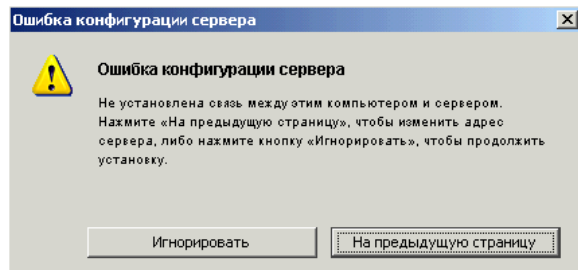 Ошибка конфигурации сервера
Ошибка конфигурации сервера
Не установлена связь между этим компьютером и сервером.
Нажмите «На предыдущую страницу», чтобы изменить адрес
сервера, либо нажмите кнопку «Игнорировать», чтобы продолжить
установку.
Игнорировать
На предыдущую страницу